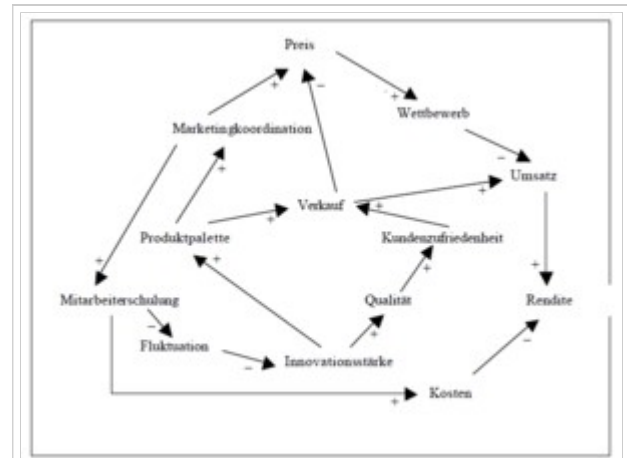 Preis
Wettbewerb
Marketingkoordination
Umsatz
Verkauf
Produktpalette
Kundenzufriedenheit
Mitarbeiterschulung
Qualität
Rendite
Fluktuation
Innovationsstärke
Kosten